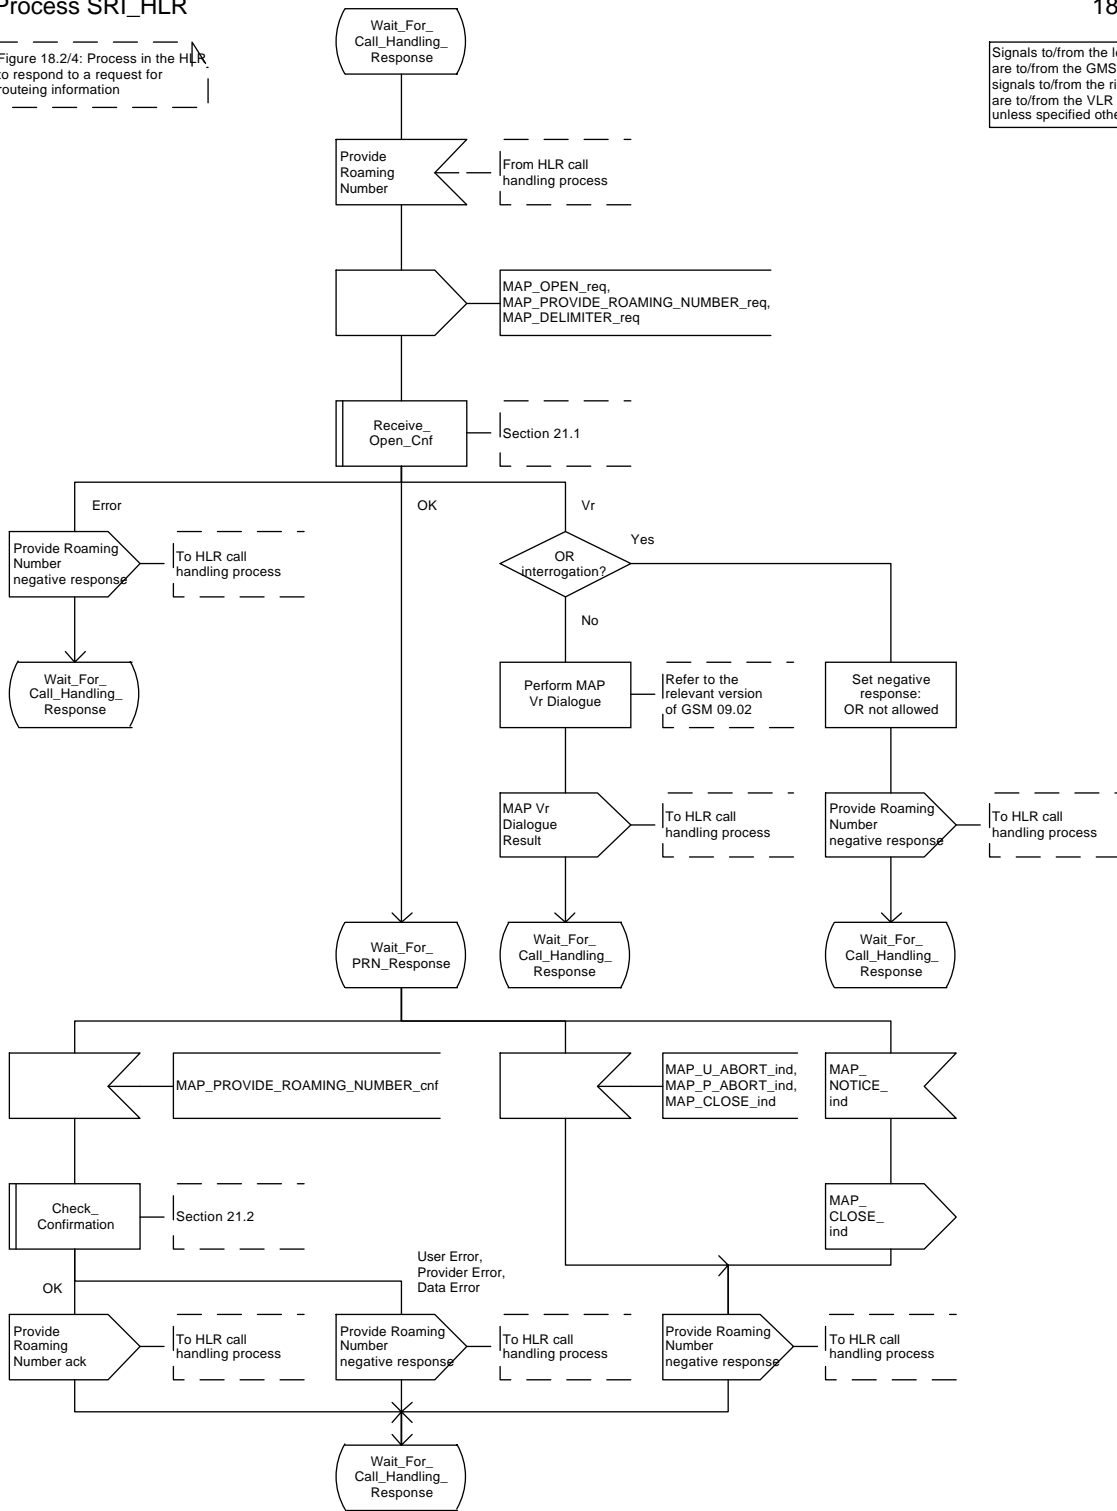 Process SRI_HLR
18
Figure 18.2/4: Process in the HLR
to respond to a request for
routeing information
Wait_For_
Call_Handling_
Response
Signals to/from the
are to/from the
signals to/from the
are to/from the VLR
unless specified
Provide
Roaming
Number
From HLR call
handling process
MAP_OPEN_req,
MAP_PROVIDE_ROAMING_NUMBER_req,
MAP_DELIMITER_req
Receive_
Open_Cnf
Section 21.1
Error
OK
Vr
Provide Roaming
Number
negative response
To HLR call
handling process
OR
interrogation?
Yes
No
Wait_For_
Call_Handling_
Response
Perform MAP
Vr Dialogue
Refer to the
relevant version
of GSM 09.02
Set negative
response:
OR not allowed
MAP Vr
Dialogue
Result
To HLR call
handling process
Provide Roaming
Number
negative response
To HLR call
handling process
Wait_For_
PRN_Response
Wait_For_
Call_Handling_
Response
Wait_For_
Call_Handling_
Response
MAP_PROVIDE_ROAMING_NUMBER_cnf
MAP_U_ABORT_ind,
MAP_P_ABORT_ind,
MAP_CLOSE_ind
MAP_
NOTICE_
ind
Check_
Confirmation
Section 21.2
MAP_
CLOSE_
ind
OK
User Error,
Provider Error,
Data Error
Provide
Roaming
Number ack
To HLR call
handling process
Provide Roaming
Number
negative response
To HLR call
handling process
Provide Roaming
Number
negative response
To HLR call
handling process
Wait_For_
Call_Handling_
Response